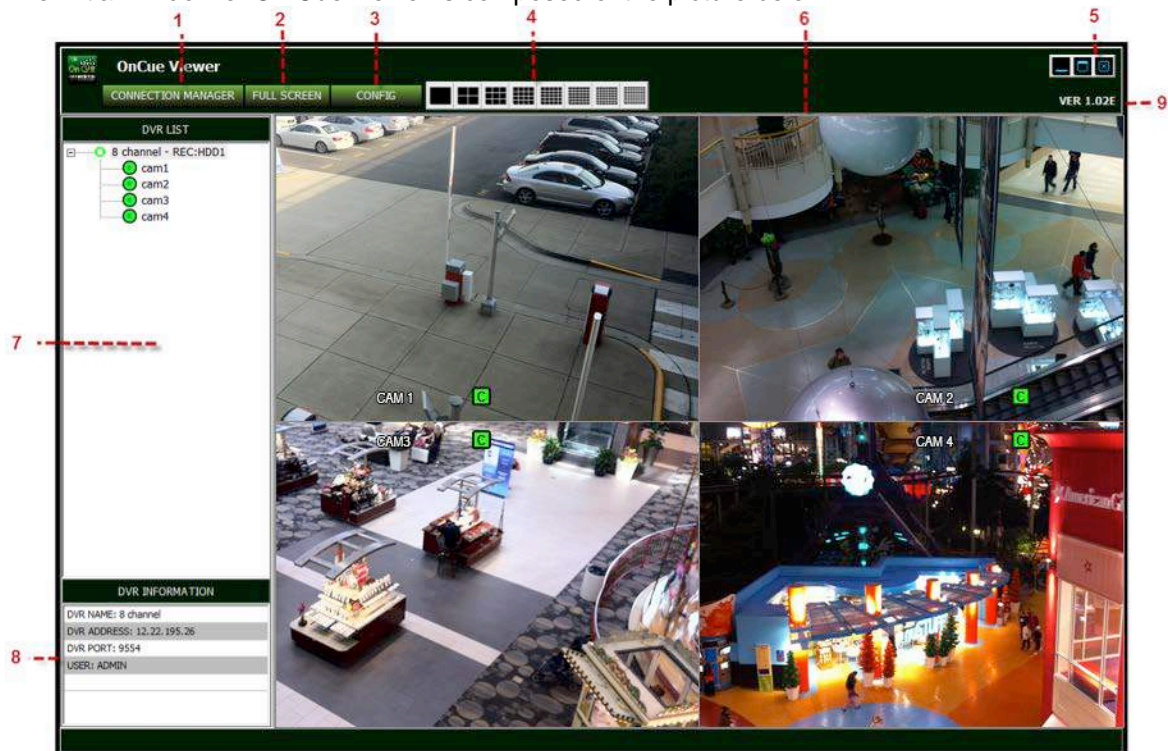 1 2 3 4 6 5
OnCue Viewer
CONNECTION MANAGER FULL SCREEN CONFIG
VER 1.02E 9
DVR LIST
8 channel - REC:HDD1
cam1
cam2
cam3
cam4
7
CAM 1 C
CAM 2 C
CAM3 C
CAM 4 C
DVR INFORMATION
DVR NAME: 8 channel
DVR ADDRESS: 12.22.195.26
DVR PORT: 9554
8
USER: ADMIN